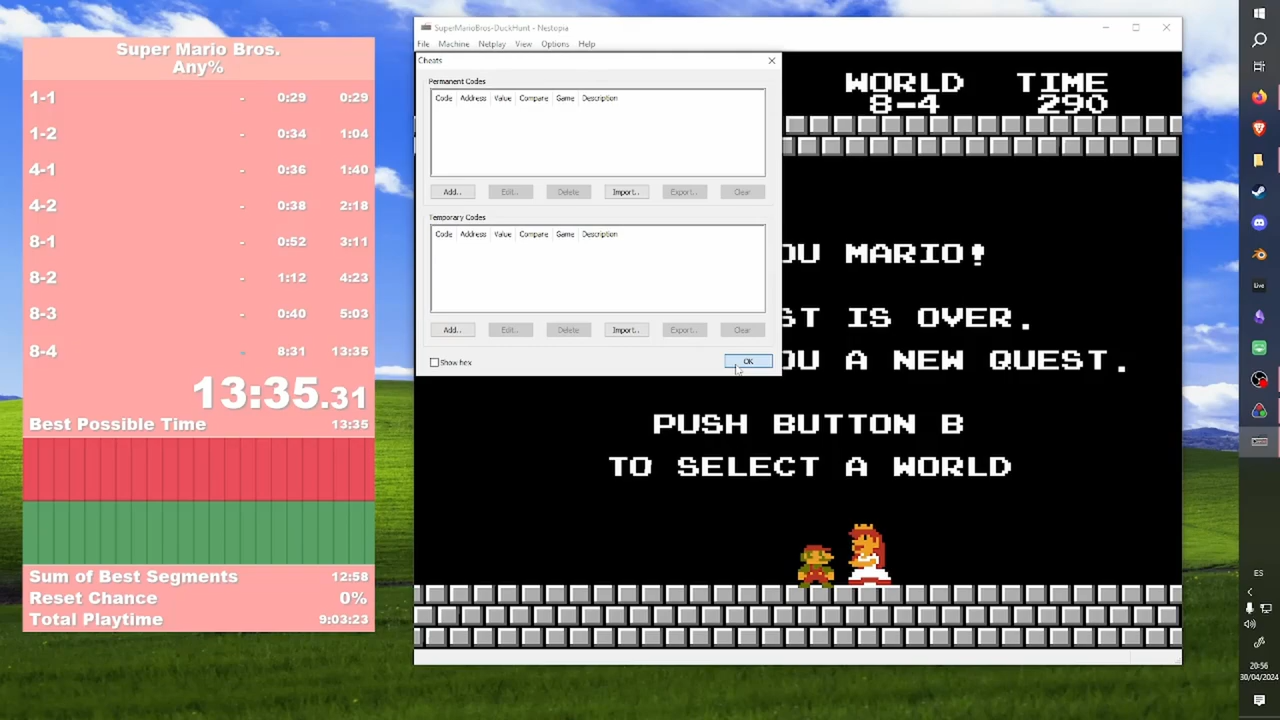 Super Mario Bros.
Any%
1-1 - 0:29 0:29
1-2 - 0:34 1:04
4-1 - 0:36 1:40
4-2 - 0:38 2:18
8-1 - 0:52 3:11
8-2 - 1:12 4:23
8-3 - 0:40 5:03
8-4 - 8:31 13:35
13:35.31
Best Possible Time 13:35
Sum of Best Segments 12:58
Reset Chance 0%
Total Playtime 9:03:23
SuperMarioBros-DuckHunt - Nestopia
File Machine Netplay View Options Help
Cheats
Permanent Codes
Code Address Value Compare Game Description
Add.. Edit.. Delete Import.. Export.. Clear
Temporary Codes
Code Address Value Compare Game Description
Add.. Edit.. Delete Import.. Export.. Clear
Show hex
OK
WORLD TIME
8-4 290
OU MARIO!
ST IS OVER.
OU A NEW QUEST.
PUSH BUTTON B
TO SELECT A WORLD
Live
ES
20:56
30/04/2024